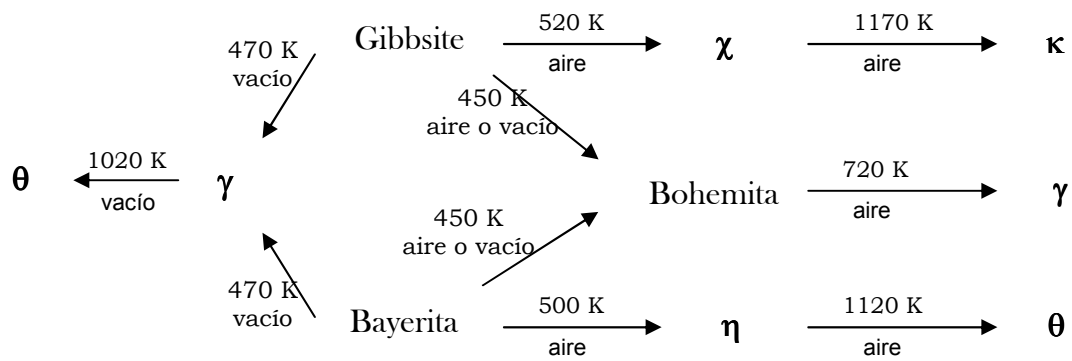 470 K
vacío
Gibbsite
520 K
aire
χ
1170 K
aire
κ
450 K
aire o vacío
θ
1020 K
vacío
γ
Bohemita
720 K
aire
γ
450 K
aire o vacío
470 K
vacío
Bayerita
500 K
aire
η
1120 K
aire
θ